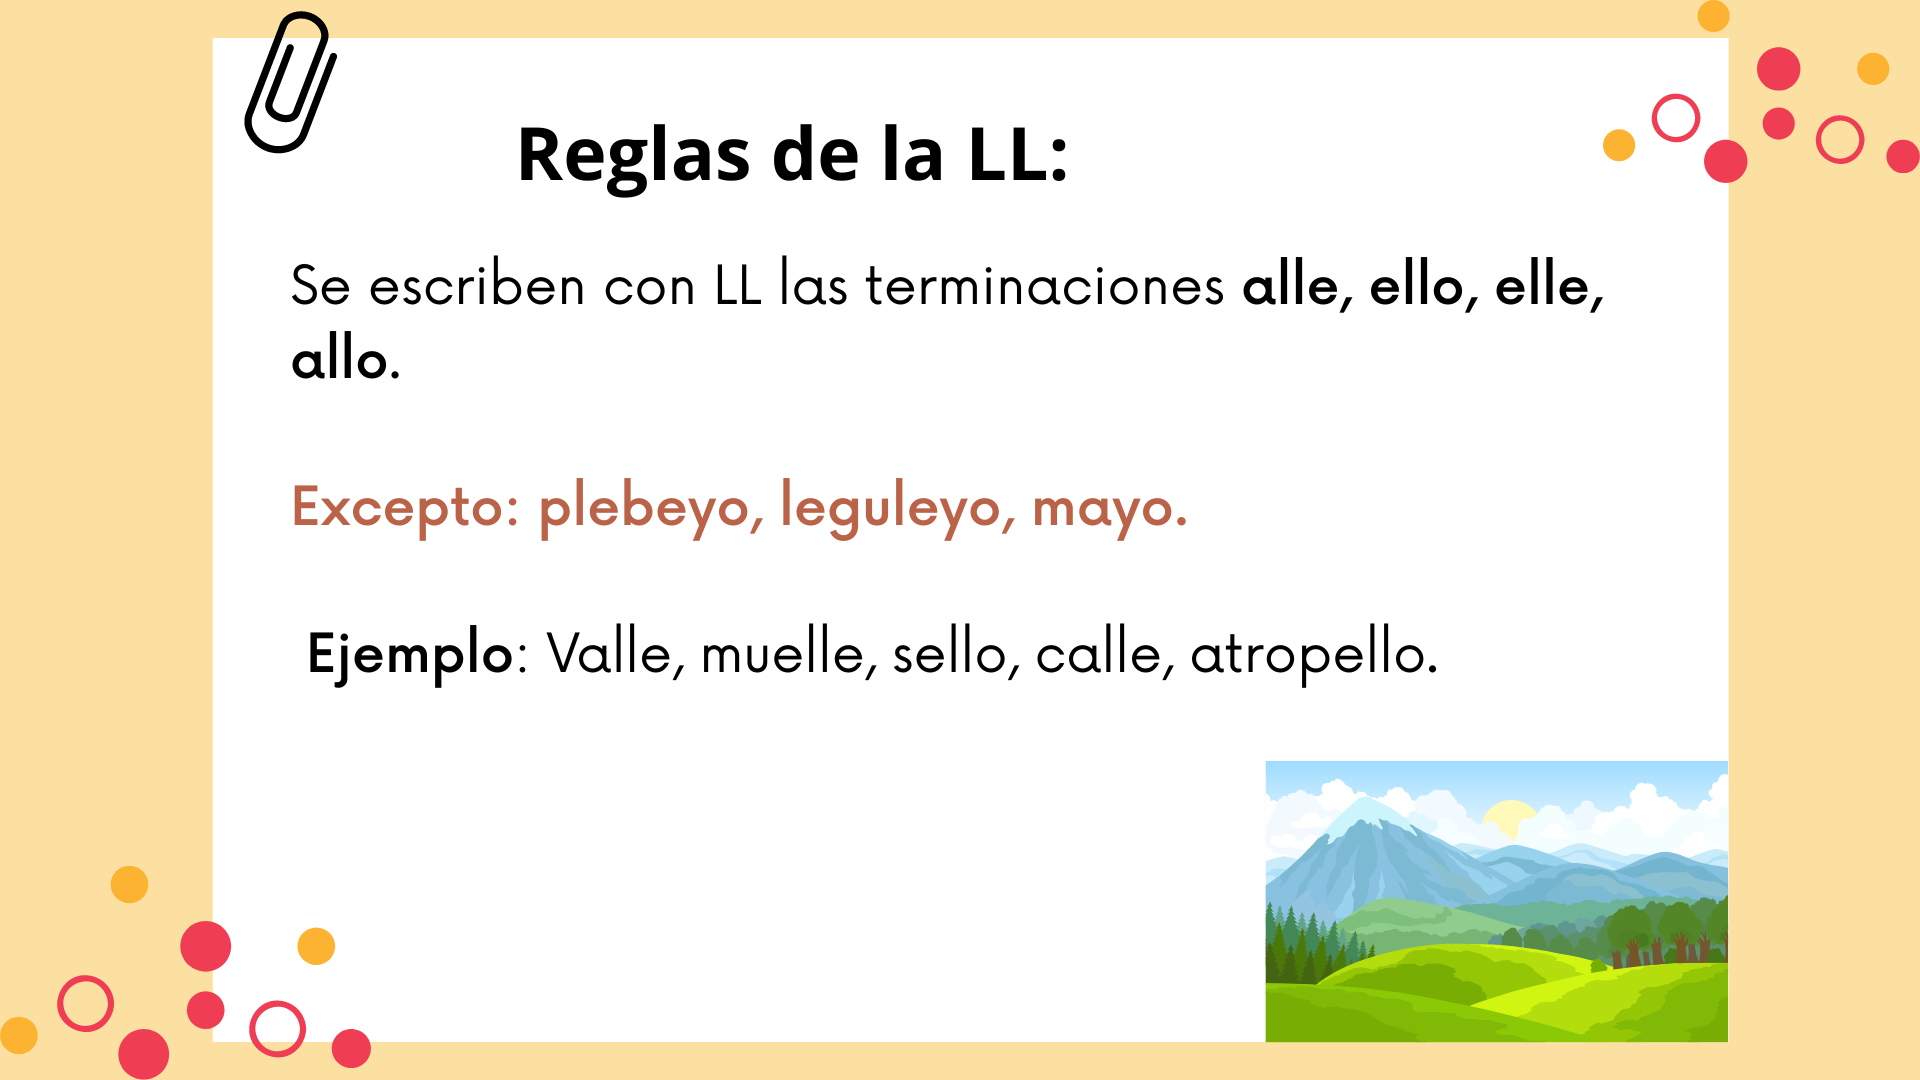 Reglas de la LL:
Se escriben con LL las terminaciones alle, ello, elle,
allo.
Excepto: plebeyo, leguleyo, mayo.
Ejemplo: Valle, muelle, sello, calle, atropello.